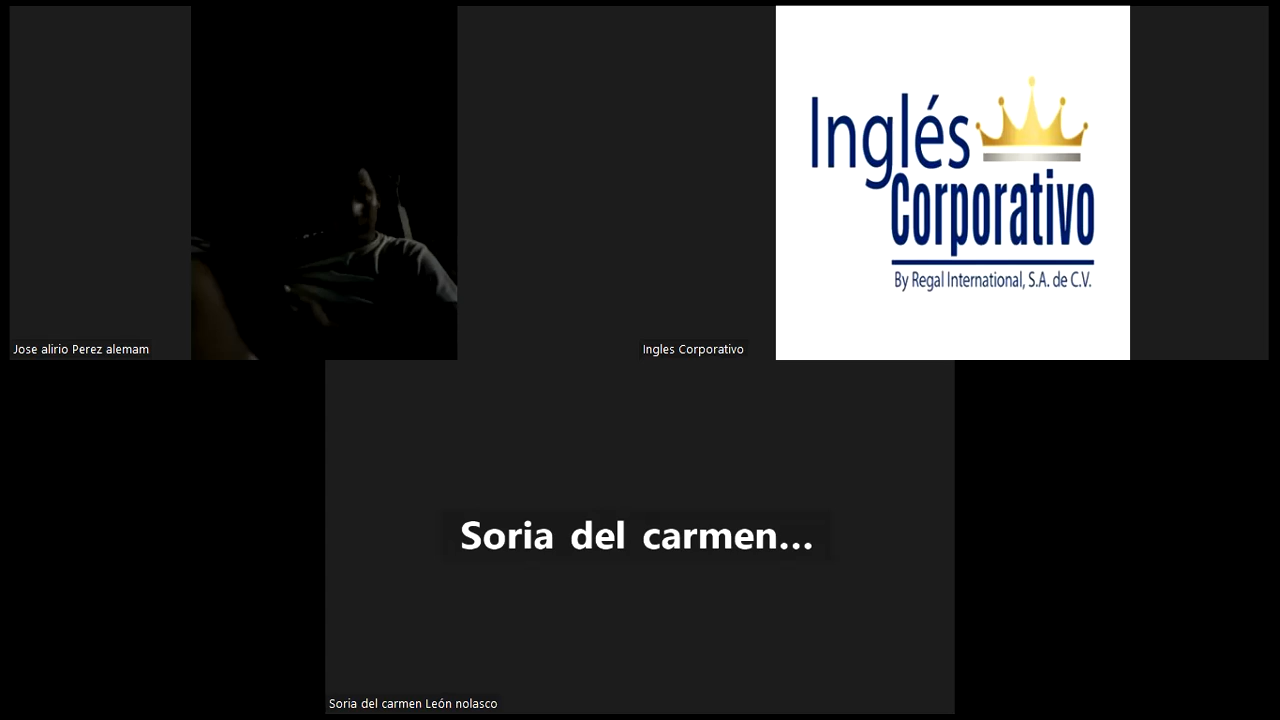 Inglés
Corporativo
By Regal International, S.A. de C.V.
Jose alirio Perez alemam
Ingles Corporativo
Soria del carmen...
Soria del carmen León nolasco